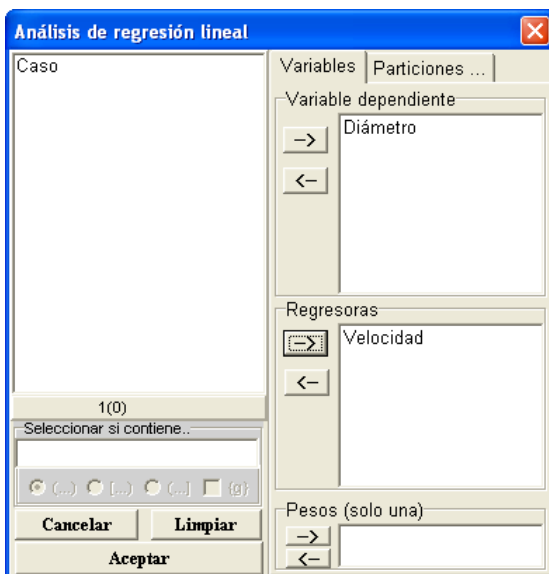 Análisis de regresión lineal
Caso
1(0)
Seleccionar si contiene..
(...) [...) (...] {g}
Cancelar Limpiar
Aceptar
Variables Particiones ...
Variable dependiente
-> Diámetro
<-
Regresoras
-> Velocidad
<-
Pesos (solo una)
->
<-